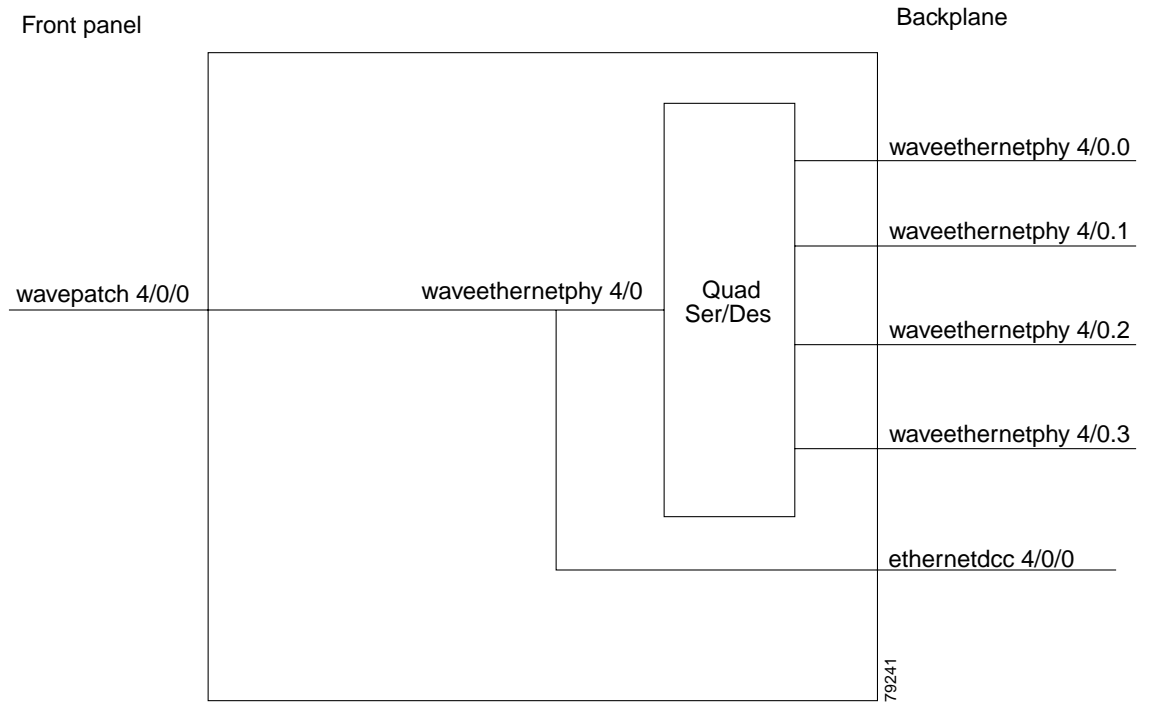 Front panel
Backplane
waveethernetphy 4/0.0
waveethernetphy 4/0.1
wavepatch 4/0/0
waveethernetphy 4/0
Quad
Ser/Des
waveethernetphy 4/0.2
waveethernetphy 4/0.3
ethernetdcc 4/0/0
79241